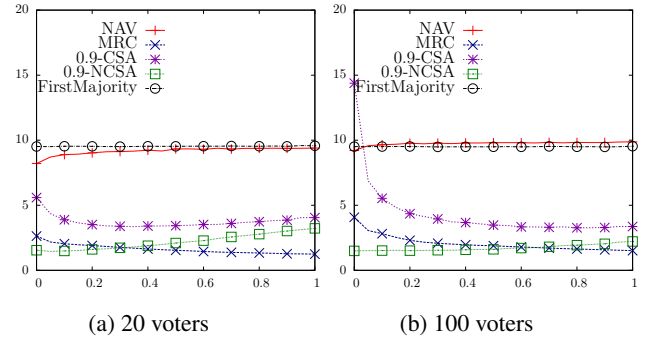 20
15
10
5
0
0 0.2 0.4 0.6 0.8 1
NAV
MRC
0.9-CSA
0.9-NCSA
FirstMajority
(a) 20 voters
20
15
10
5
0
0 0.2 0.4 0.6 0.8 1
NAV
MRC
0.9-CSA
0.9-NCSA
FirstMajority
(b) 100 voters